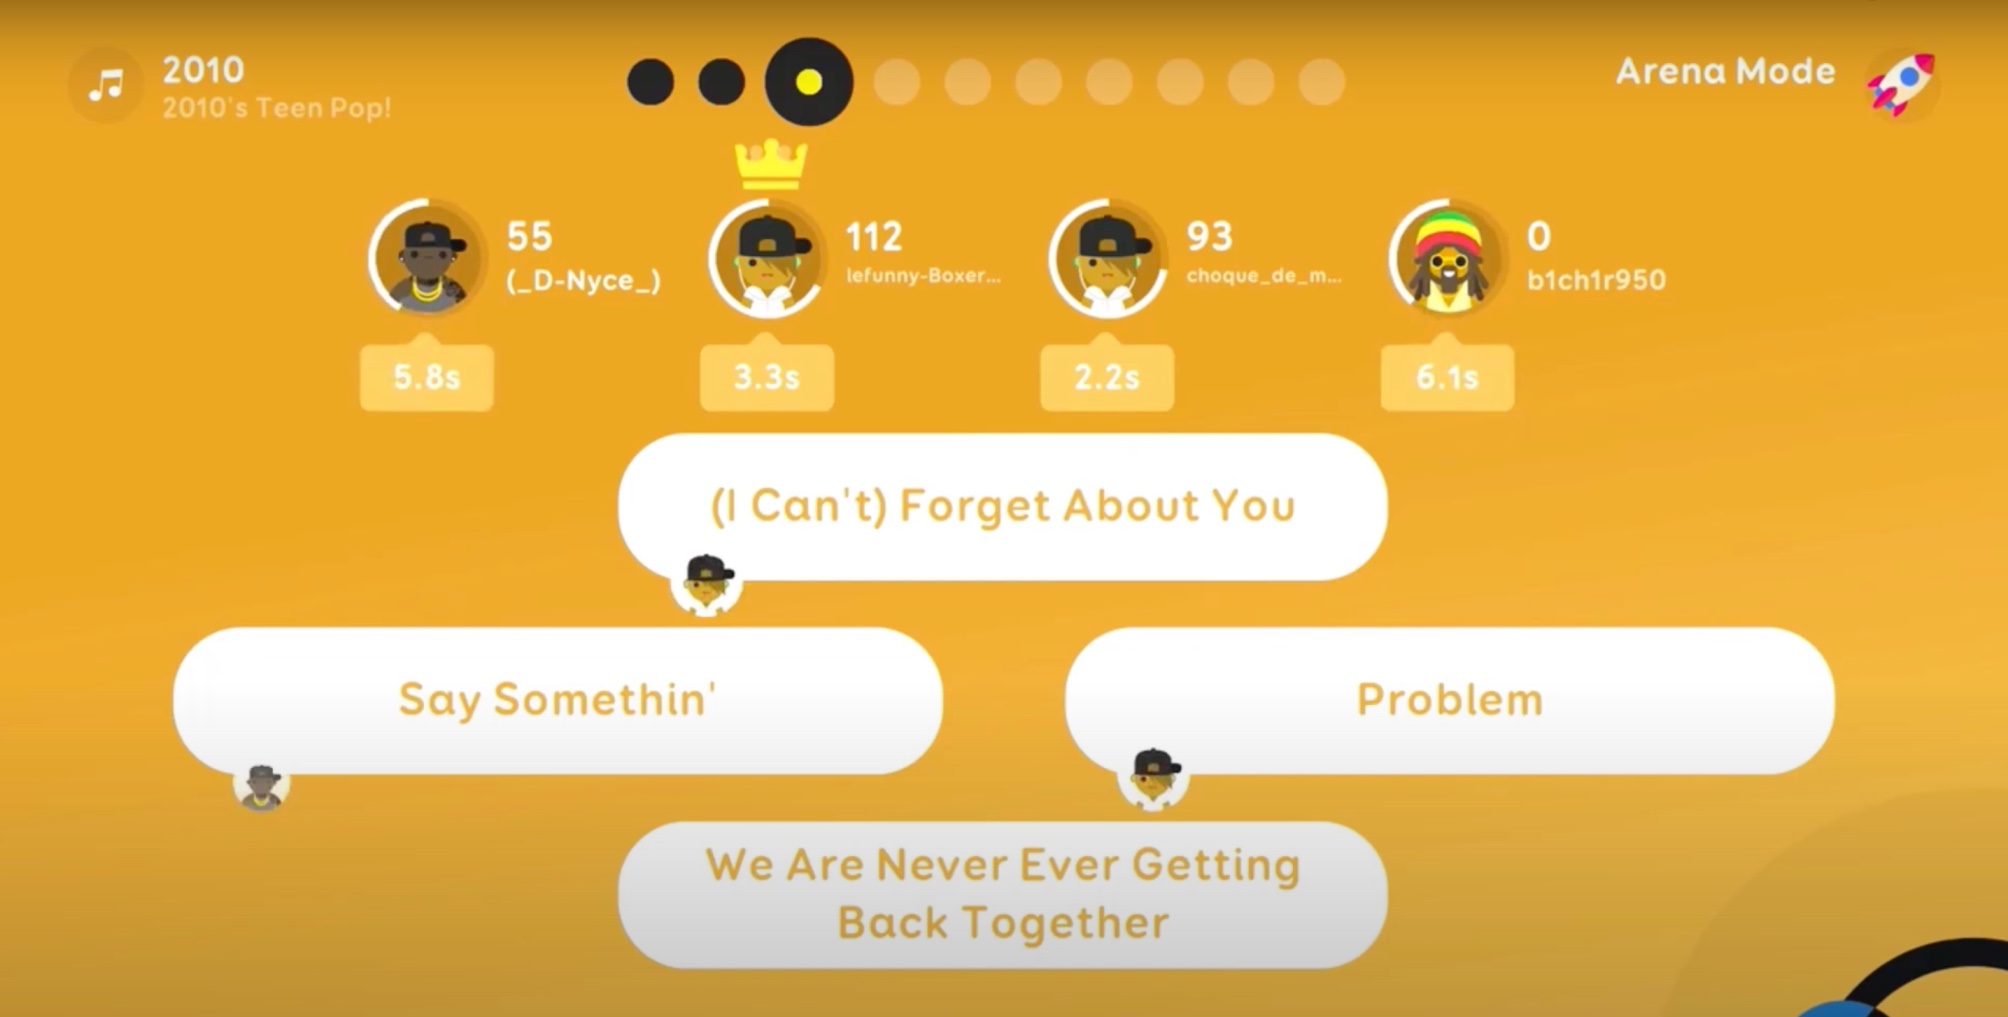 2010
2010's Teen Pop!
Arena Mode
55
(_D-Nyce_)
112
lefunny-Boxer...
93
choque_de_m...
0
b1ch1r950
5.8s
3.3s
2.2s
6.1s
(I Can't) Forget About You
Say Somethin'
Problem
We Are Never Ever Getting
Back Together